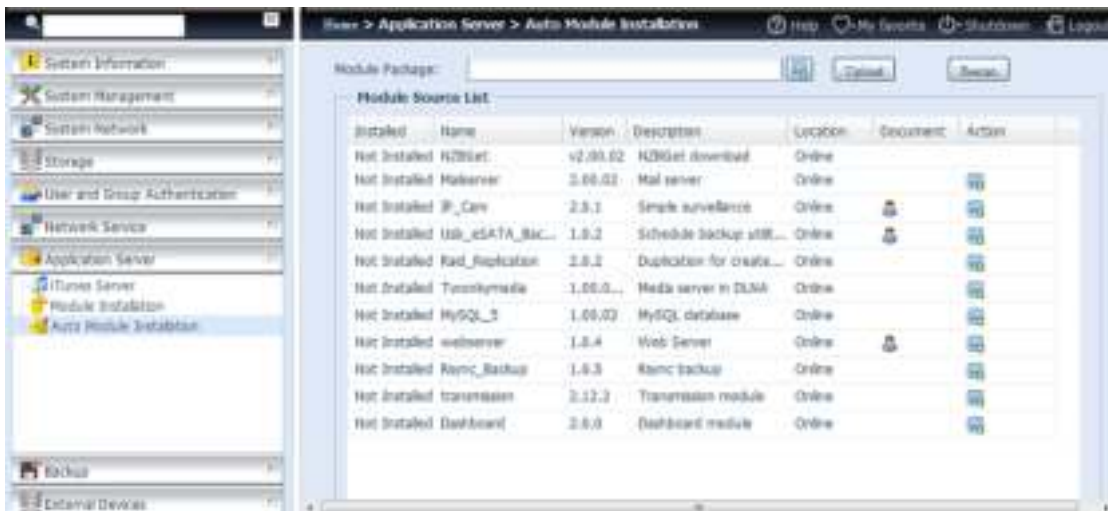 Home > Application Server > Auto Module Installation
Help My Favorite Shutdown Logout
System Information
System Management
System Network
Storage
User and Group Authentication
Network Service
Application Server
iTunes Server
Module Installation
Auto Module Installation
Backup
External Devices
Module Package: Upload Rescan
Module Source List
Installed Name Version Description Location Document Action
Not Installed NZBGet v2.00.02 NZBGet download Online
Not Installed Mailserver 2.00.02 Mail server Online
Not Installed IP_Cam 2.0.1 Simple surveillance Online
Not Installed Usb_eSATA_Bac... 1.0.2 Schedule backup utilit... Online
Not Installed Raid_Replication 2.0.2 Duplication for create... Online
Not Installed Twonkymedia 1.00.0... Media server in DLNA Online
Not Installed MySQL_5 1.00.03 MySQL database Online
Not Installed webserver 1.0.4 Web Server Online
Not Installed Rsync_Backup 1.0.5 Rsync backup Online
Not Installed transmission 2.12.2 Transmission module Online
Not Installed Dashboard 2.0.0 Dashboard module Online